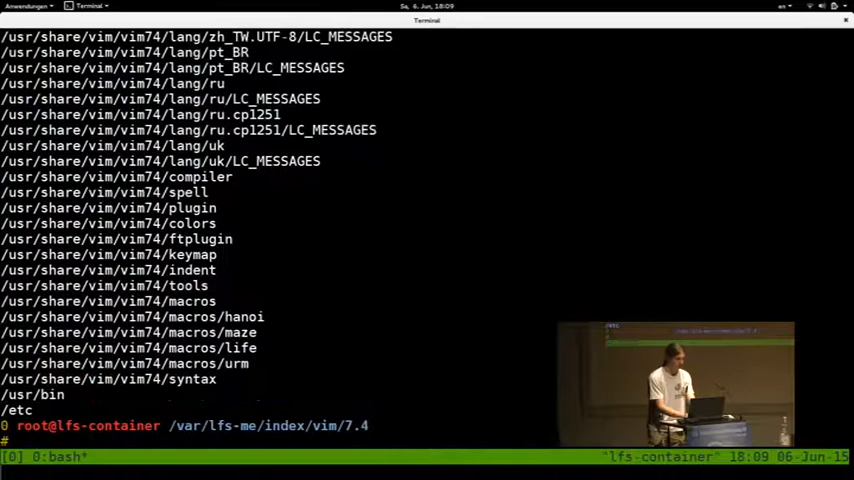 Anwendungen Terminal Sa, 6. Jun, 18:09 en
Terminal
/usr/share/vim/vim74/lang/zh_TW.UTF-8/LC_MESSAGES
/usr/share/vim/vim74/lang/pt_BR
/usr/share/vim/vim74/lang/pt_BR/LC_MESSAGES
/usr/share/vim/vim74/lang/ru
/usr/share/vim/vim74/lang/ru/LC_MESSAGES
/usr/share/vim/vim74/lang/ru.cp1251
/usr/share/vim/vim74/lang/ru.cp1251/LC_MESSAGES
/usr/share/vim/vim74/lang/uk
/usr/share/vim/vim74/lang/uk/LC_MESSAGES
/usr/share/vim/vim74/compiler
/usr/share/vim/vim74/spell
/usr/share/vim/vim74/plugin
/usr/share/vim/vim74/colors
/usr/share/vim/vim74/ftplugin
/usr/share/vim/vim74/keymap
/usr/share/vim/vim74/indent
/usr/share/vim/vim74/tools
/usr/share/vim/vim74/macros
/usr/share/vim/vim74/macros/hanoi
/usr/share/vim/vim74/macros/maze
/usr/share/vim/vim74/macros/life
/usr/share/vim/vim74/macros/urm
/usr/share/vim/vim74/syntax
/usr/bin
/etc
0 root@lfs-container /var/lfs-me/index/vim/7.4
#
[0] 0:bash* "lfs-container" 18:09 06-Jun-15